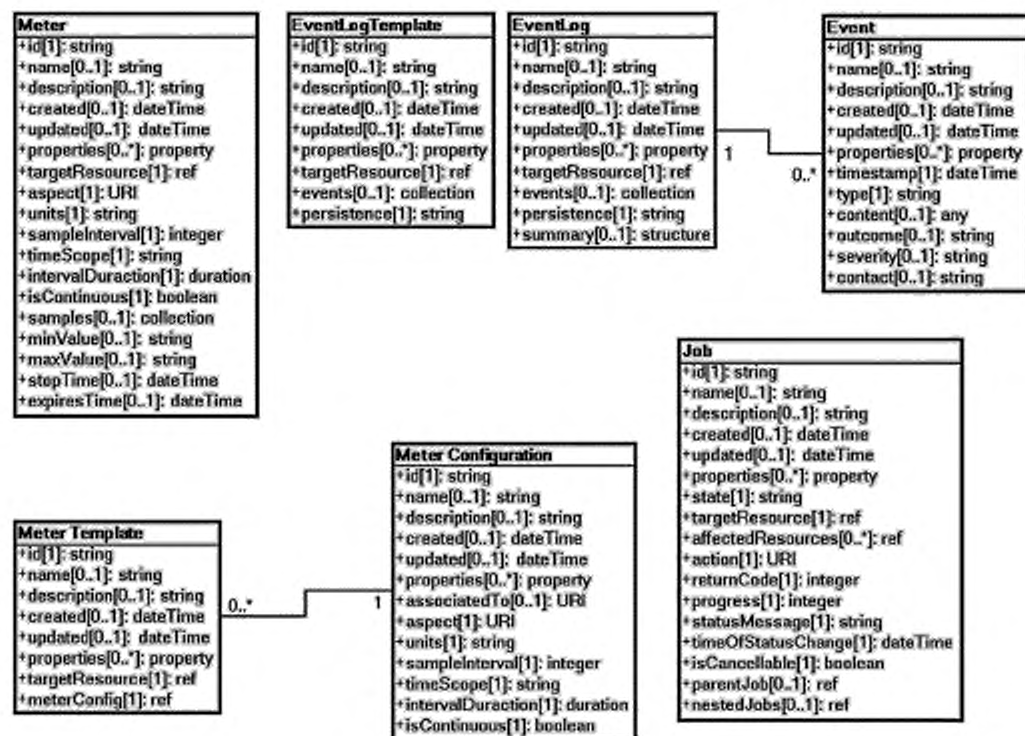 Meter
+id[1]: string
+name[0..1]: string
+description[0..1]: string
+created[0..1]: dateTime
+updated[0..1]: dateTime
+properties[0..*]: property
+targetResource[1]: ref
+aspect[1]: URI
+units[1]: string
+sampleInterval[1]: integer
+timeScope[1]: string
+intervalDuraction[1]: duration
+isContinuous[1]: boolean
+samples[0..1]: collection
+minValue[0..1]: string
+maxValue[0..1]: string
+stopTime[0..1]: dateTime
+expiresTime[0..1]: dateTime
EventLogTemplate
+id[1]: string
+name[0..1]: string
+description[0..1]: string
+created[0..1]: dateTime
+updated[0..1]: dateTime
+properties[0..*]: property
+targetResource[1]: ref
+events[0..1]: collection
+persistence[1]: string
EventLog
+id[1]: string
+name[0..1]: string
+description[0..1]: string
+created[0..1]: dateTime
+updated[0..1]: dateTime
+properties[0..*]: property
+targetResource[1]: ref
+events[0..1]: collection
+persistence[1]: string
+summary[0..1]: structure
1
0..*
Event
+id[1]: string
+name[0..1]: string
+description[0..1]: string
+created[0..1]: dateTime
+updated[0..1]: dateTime
+properties[0..*]: property
+timestamp[1]: dateTime
+type[1]: string
+content[0..1]: any
+outcome[0..1]: string
+severity[0..1]: string
+contact[0..1]: string
Meter Template
+id[1]: string
+name[0..1]: string
+description[0..1]: string
+created[0..1]: dateTime
+updated[0..1]: dateTime
+properties[0..*]: property
+targetResource[1]: ref
+meterConfig[1]: ref
0..*
1
Meter Configuration
+id[1]: string
+name[0..1]: string
+description[0..1]: string
+created[0..1]: dateTime
+updated[0..1]: dateTime
+properties[0..*]: property
+associatedTo[0..1]: URI
+aspect[1]: URI
+units[1]: string
+sampleInterval[1]: integer
+timeScope[1]: string
+intervalDuraction[1]: duration
+isContinuous[1]: boolean
Job
+id[1]: string
+name[0..1]: string
+description[0..1]: string
+created[0..1]: dateTime
+updated[0..1]: dateTime
+properties[0..*]: property
+state[1]: string
+targetResource[1]: ref
+affectedResources[0..*]: ref
+action[1]: URI
+returnCode[1]: integer
+progress[1]: integer
+statusMessage[1]: string
+timeOfStatusChange[1]: dateTime
+isCancellable[1]: boolean
+parentJob[0..1]: ref
+nestedJobs[0..1]: ref